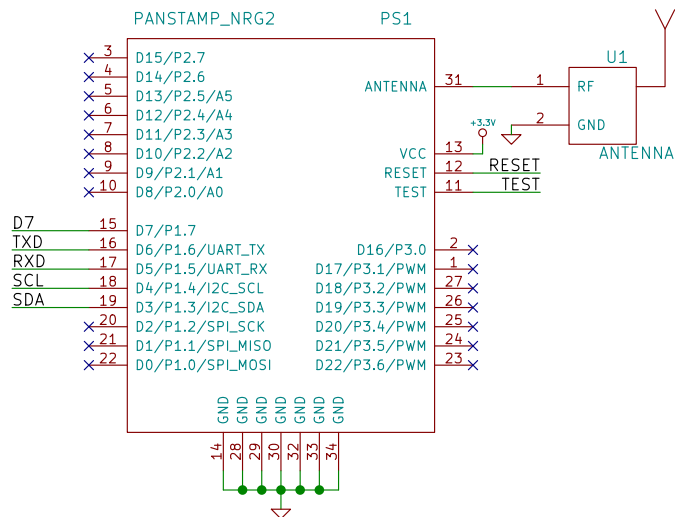 PANSTAMP_NRG2 PS1
U1
3 D15/P2.7
4 D14/P2.6
5 D13/P2.5/A5
6 D12/P2.4/A4
7 D11/P2.3/A3
8 D10/P2.2/A2
9 D9/P2.1/A1
10 D8/P2.0/A0
D7 15 D7/P1.7
TXD 16 D6/P1.6/UART_TX
RXD 17 D5/P1.5/UART_RX
SCL 18 D4/P1.4/I2C_SCL
SDA 19 D3/P1.3/I2C_SDA
20 D2/P1.2/SPI_SCK
21 D1/P1.1/SPI_MISO
22 D0/P1.0/SPI_MOSI
ANTENNA 31
1 RF
2 GND
ANTENNA
+3.3V
VCC 13
RESET 12 RESET
TEST 11 TEST
D16/P3.0 2
D17/P3.1/PWM 1
D18/P3.2/PWM 27
D19/P3.3/PWM 26
D20/P3.4/PWM 25
D21/P3.5/PWM 24
D22/P3.6/PWM 23
GND GND GND GND GND GND GND
14 28 29 30 32 33 34